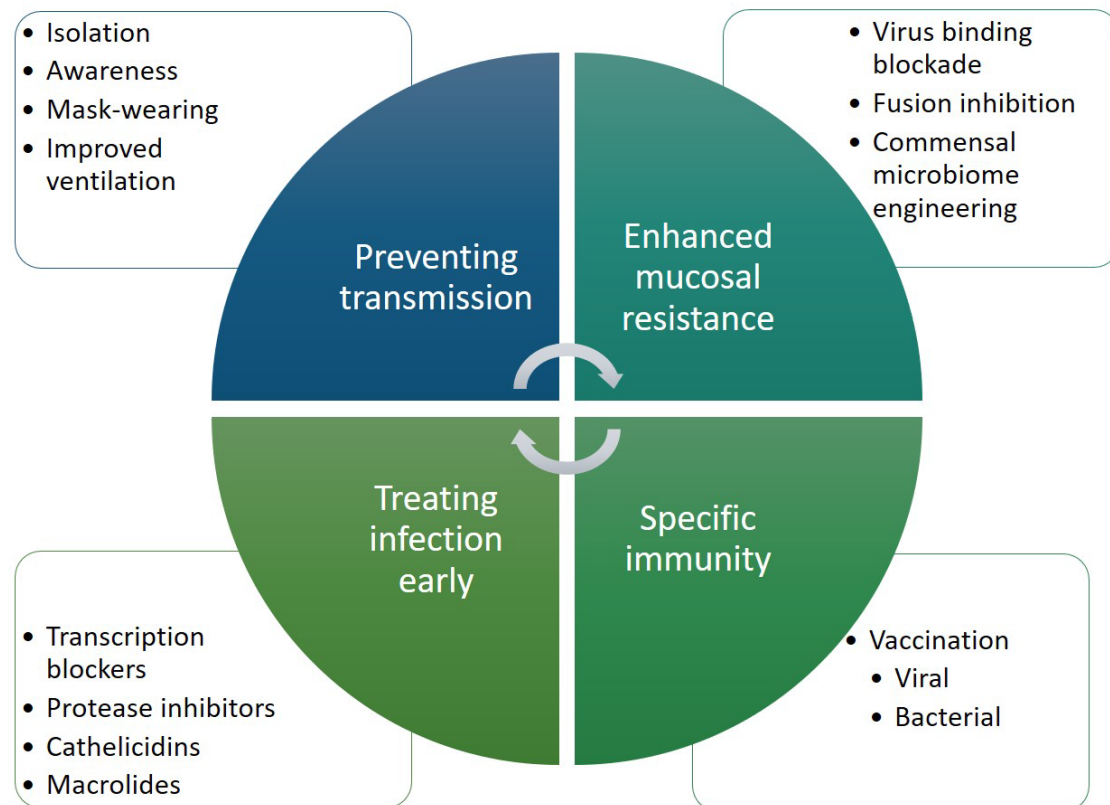 • Isolation
• Awareness
• Mask-wearing
• Improved
ventilation
• Virus binding
blockade
• Fusion inhibition
• Commensal
microbiome
engineering
Preventing
transmission
Enhanced
mucosal
resistance
Treating
infection
early
Specific
immunity
• Transcription
blockers
• Protease inhibitors
• Cathelicidins
• Macrolides
• Vaccination
• Viral
• Bacterial